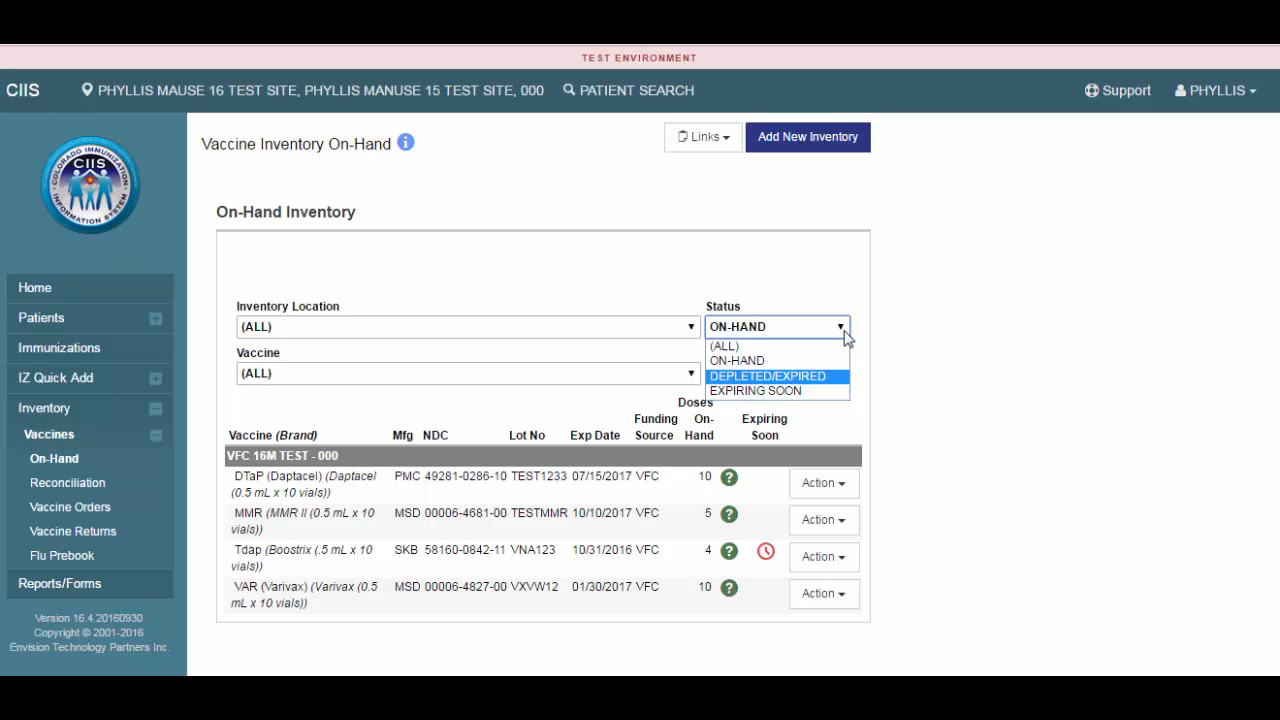 TEST ENVIRONMENT
CIIS PHYLLIS MAUSE 16 TEST SITE, PHYLLIS MANUSE 15 TEST SITE, 000 PATIENT SEARCH Support PHYLLIS
COLORADO IMMUNIZATION
CIIS
INFORMATION SYSTEM
Home
Patients
Immunizations
IZ Quick Add
Inventory
Vaccines
On-Hand
Reconciliation
Vaccine Orders
Vaccine Returns
Flu Prebook
Reports/Forms
Version 16.4.20160930
Copyright © 2001-2016
Envision Technology Partners Inc.
Vaccine Inventory On-Hand
Links Add New Inventory
On-Hand Inventory
Inventory Location Status
(ALL) ON-HAND
(ALL)
ON-HAND
DEPLETED/EXPIRED
EXPIRING SOON
Vaccine
(ALL)
Vaccine (Brand) Mfg NDC Lot No Exp Date Funding Source Doses On-Hand Expiring Soon
VFC 16M TEST - 000
DTaP (Daptacel) (Daptacel PMC 49281-0286-10 TEST1233 07/15/2017 VFC 10 ? Action
(0.5 mL x 10 vials))
MMR (MMR II (0.5 mL x 10 MSD 00006-4681-00 TESTMMR 10/10/2017 VFC 5 ? Action
vials))
Tdap (Boostrix (.5 mL x 10 SKB 58160-0842-11 VNA123 10/31/2016 VFC 4 ? Action
vials))
VAR (Varivax) (Varivax (0.5 MSD 00006-4827-00 VXVW12 01/30/2017 VFC 10 ? Action
mL x 10 vials))